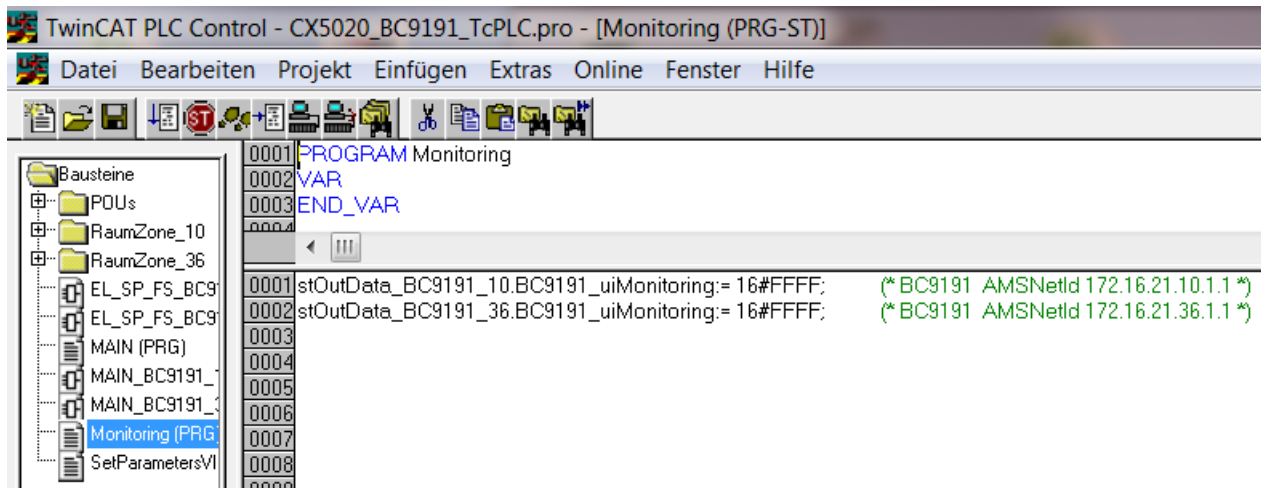 TwinCAT PLC Control - CX5020_BC9191_TcPLC.pro - [Monitoring (PRG-ST)]
Datei Bearbeiten Projekt Einfügen Extras Online Fenster Hilfe
Bausteine
POUs
RaumZone_10
RaumZone_36
EL_SP_FS_BC9
EL_SP_FS_BC9
MAIN (PRG)
MAIN_BC9191_
MAIN_BC9191_
Monitoring (PRG
SetParametersVI
0001 PROGRAM Monitoring
0002 VAR
0003 END_VAR
0004
0001 stOutData_BC9191_10.BC9191_uiMonitoring:= 16#FFFF; (* BC9191 AMSNetId 172.16.21.10.1.1 *)
0002 stOutData_BC9191_36.BC9191_uiMonitoring:= 16#FFFF; (* BC9191 AMSNetId 172.16.21.36.1.1 *)
0003
0004
0005
0006
0007
0008